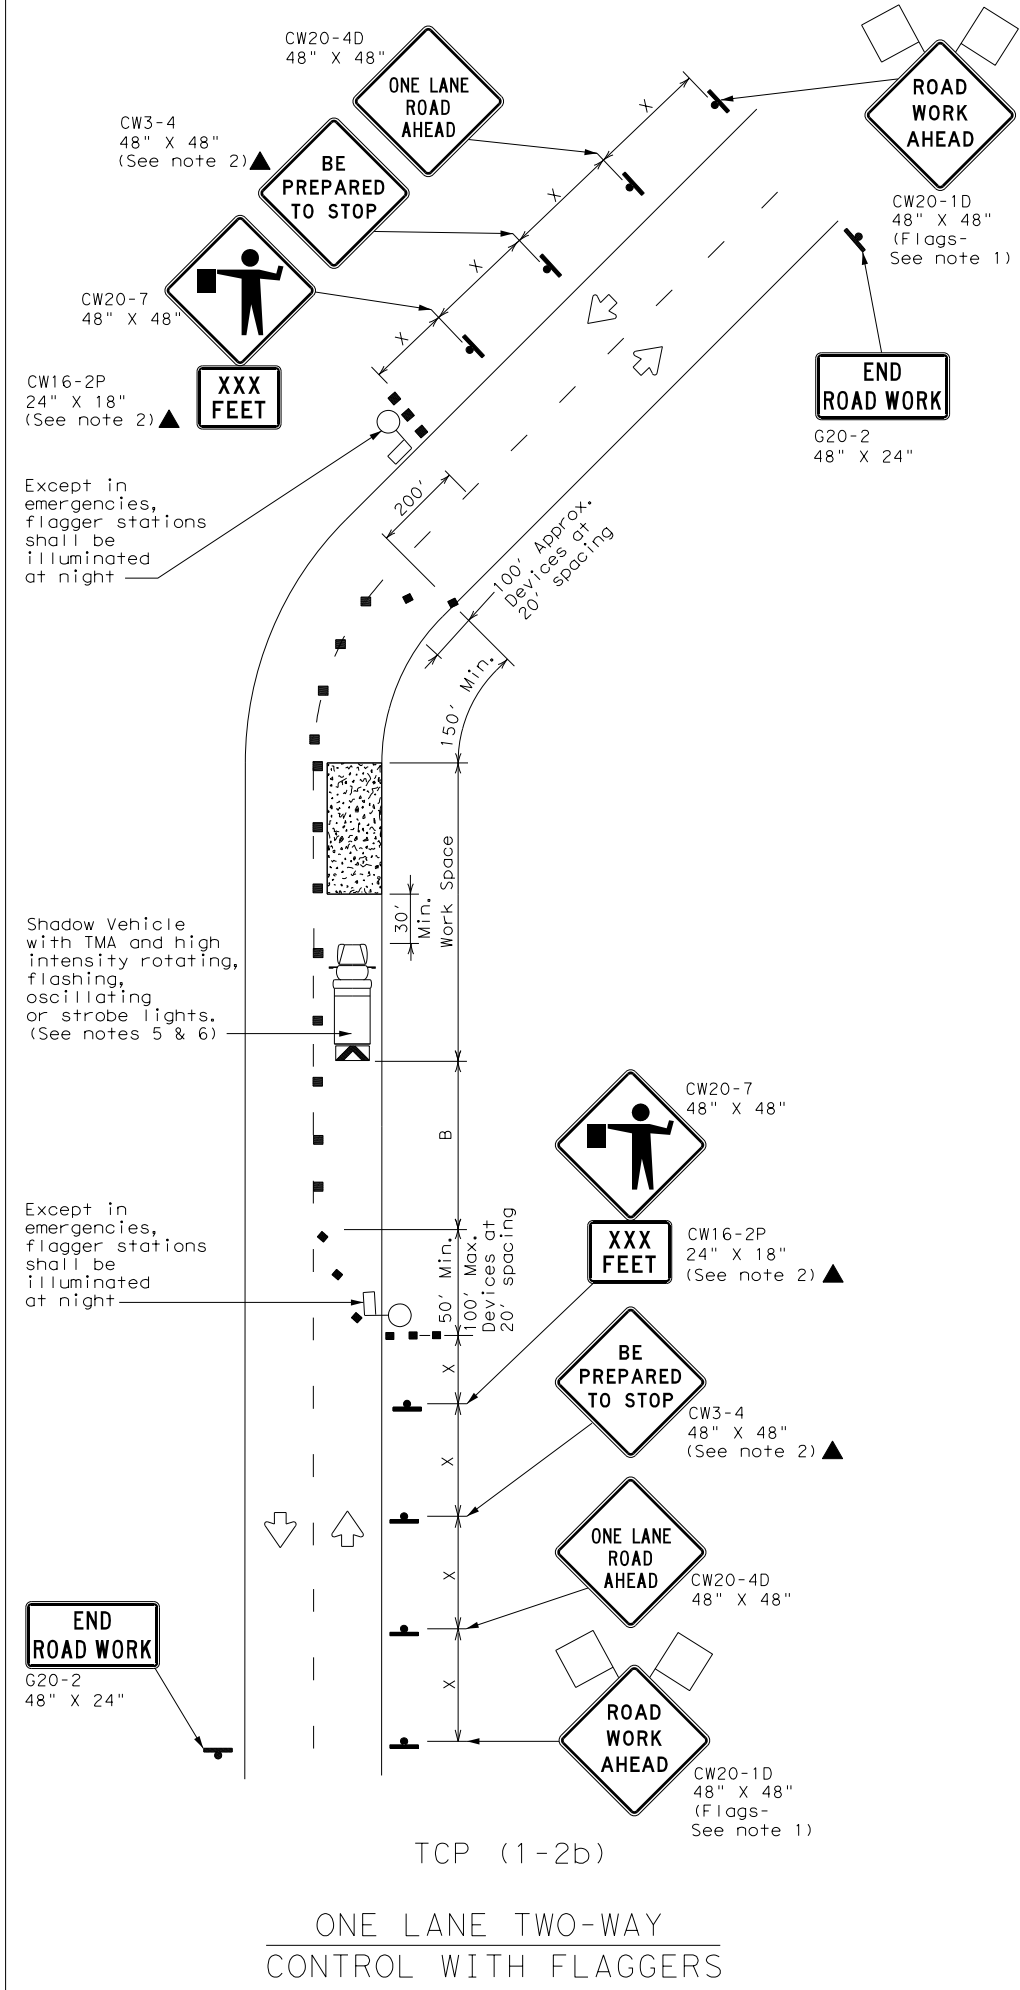 CW20-4D
48" X 48"
ONE LANE
ROAD
AHEAD
ROAD
WORK
AHEAD
CW20-1D
48" X 48"
(Flags-
See note 1)
CW3-4
48" X 48"
(See note 2)
BE
PREPARED
TO STOP
X
X
X
X
CW20-7
48" X 48"
CW16-2P
24" X 18"
(See note 2)
XXX
FEET
END
ROAD WORK
G20-2
48" X 24"
Except in
emergencies,
flagger stations
shall be
illuminated
at night
200'
100' Approx.
Devices at
20' spacing
150' Min.
Work Space
30'
Min.
Shadow Vehicle
with TMA and high
intensity rotating,
flashing,
oscillating
or strobe lights.
(See notes 5 & 6)
B
CW20-7
48" X 48"
XXX
FEET
CW16-2P
24" X 18"
(See note 2)
Except in
emergencies,
flagger stations
shall be
illuminated
at night
50' Min.
100' Max.
Devices at
20' spacing
X
X
X
X
BE
PREPARED
TO STOP
CW3-4
48" X 48"
(See note 2)
ONE LANE
ROAD
AHEAD
CW20-4D
48" X 48"
END
ROAD WORK
G20-2
48" X 24"
ROAD
WORK
AHEAD
CW20-1D
48" X 48"
(Flags-
See note 1)
TCP (1-2b)
ONE LANE TWO-WAY
CONTROL WITH FLAGGERS